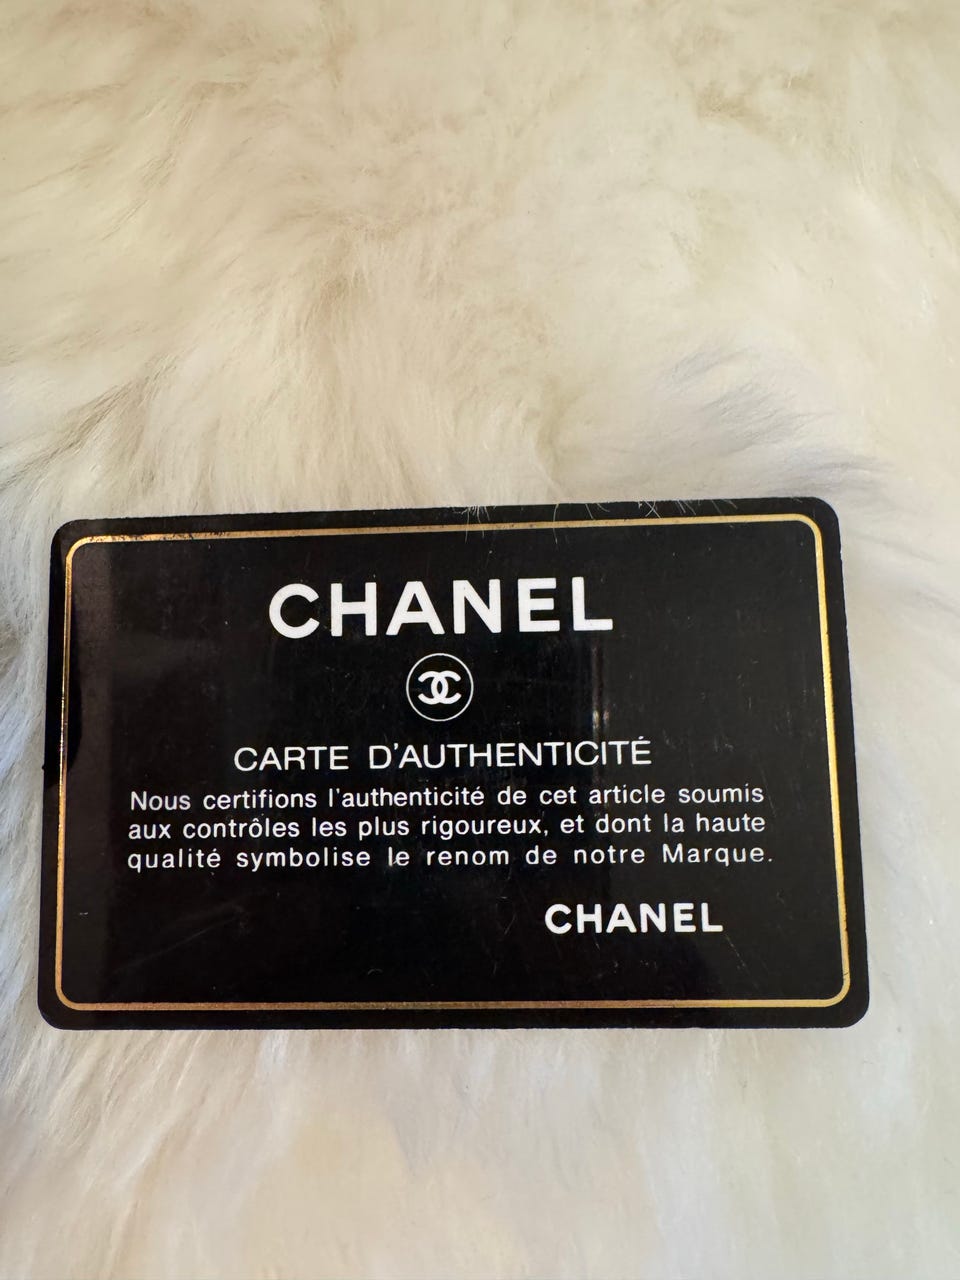 CHANEL
CARTE D'AUTHENTICITÉ
Nous certifions l'authenticité de cet article soumis
aux contrôles les plus rigoureux, et dont la haute
qualité symbolise le renom de notre Marque.
CHANEL